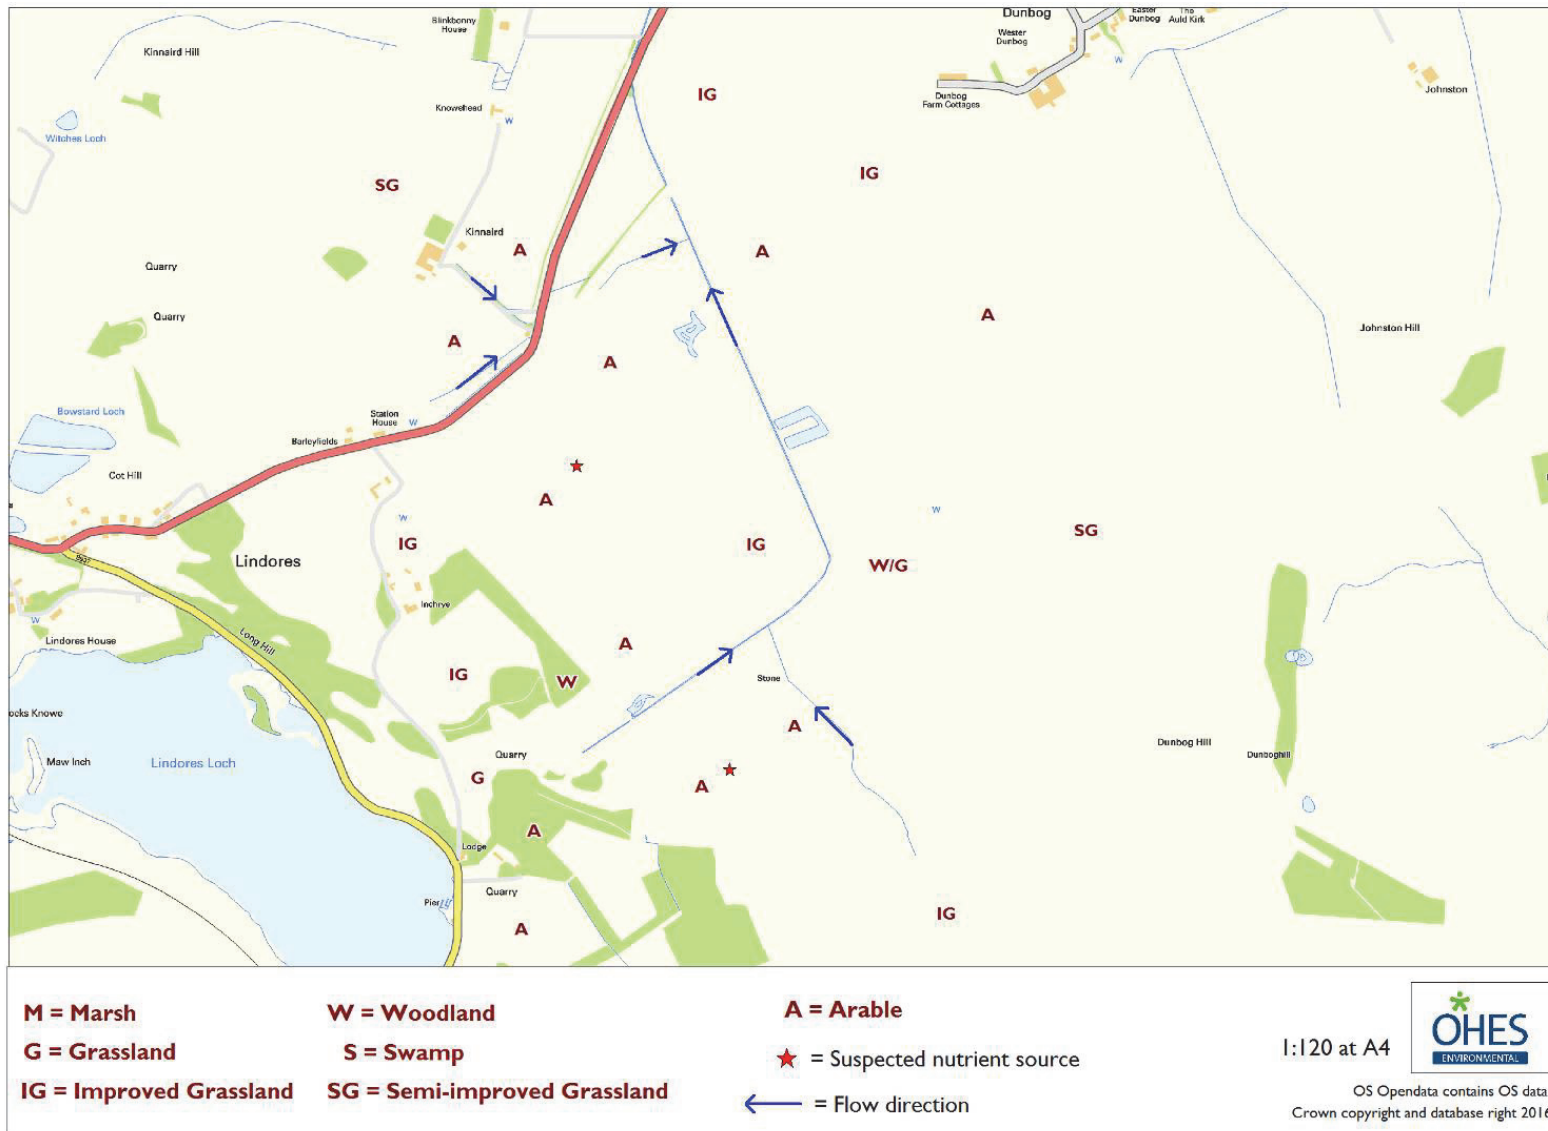 Blinkbonny
House
Kinnaird Hill
Knowehead
W
Witches Loch
SG
Kinnaird
A
Quarry
Quarry
A
Bowstard Loch
Station
House
W
Barleyfields
Cot Hill
Dunbog
Easter
Dunbog
The
Auld Kirk
Wester
Dunbog
W
Dunbog
Farm Cottages
Johnston
IG
IG
A
A
Johnston Hill
A
A
W
IG
IG
W/G
W
SG
Lindores
Inchrye
W
Lindores House
Long Hill
A
IG
W
Stone
A
ocks Knowe
Maw Inch
Lindores Loch
Quarry
G
A
Dunbog Hill
Dunboghill
A
Lodge
Quarry
Pier
A
IG
M = Marsh
G = Grassland
IG = Improved Grassland
W = Woodland
S = Swamp
SG = Semi-improved Grassland
A = Arable
= Suspected nutrient source
= Flow direction
1:120 at A4
OHES
ENVIRONMENTAL
OS Opendata contains OS data
Crown copyright and database right 2016